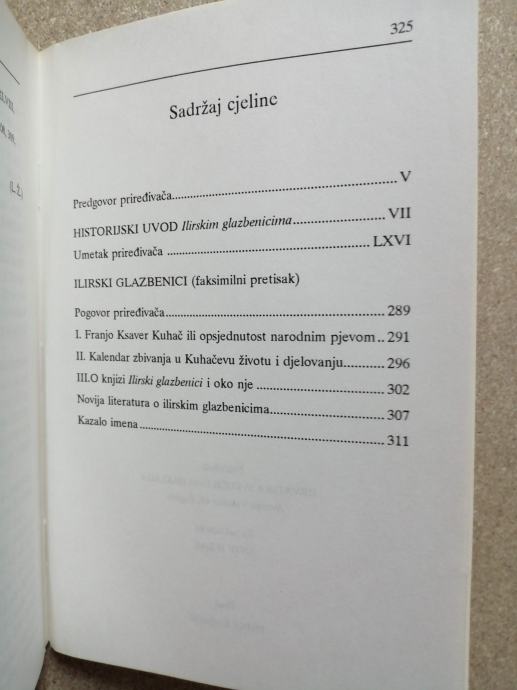 325
Sadržaj cjeline
Predgovor priređivača.......................................................V
HISTORIJSKI UVOD Ilirskim glazbenicima......................VII
Umetak priređivača ................................................LXVI
ILIRSKI GLAZBENICI (faksimilni pretisak)
Pogovor priređivača......................................................289
I. Franjo Ksaver Kuhač ili opsjednutost narodnim pjevom..291
II. Kalendar zbivanja u Kuhačevu životu i djelovanju..........296
III.O knjizi Ilirski glazbenici i oko nje ..............................302
Novija literatura o ilirskim glazbenicima............................307
Kazalo imena............................................................311
(L. Ž.)